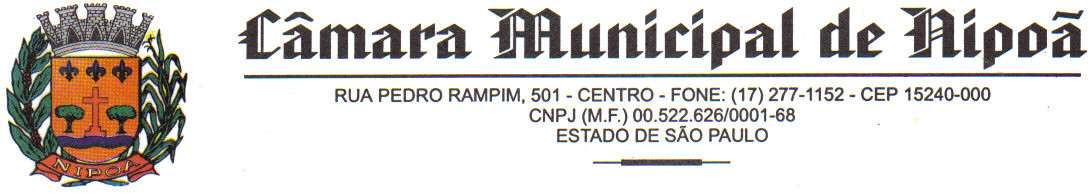 Câmara Municipal de Nipoã
RUA PEDRO RAMPIM, 501 - CENTRO - FONE: (17) 277-1152 - CEP 15240-000
CNPJ (M.F.) 00.522.626/0001-68
ESTADO DE SÃO PAULO
NIPOÃ